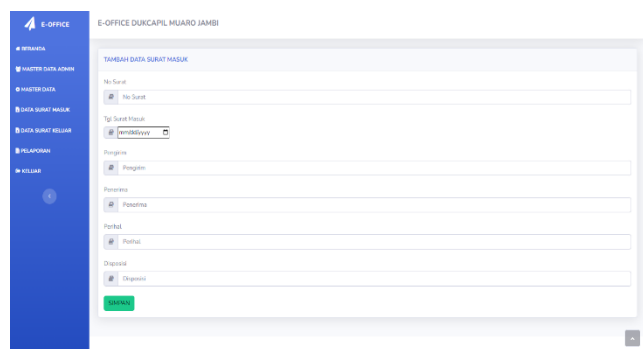 E-OFFICE
E-OFFICE DUKCAPIL MUARO JAMBI
BERANDA
MASTER DATA ADMIN
MASTER DATA
DATA SURAT MASUK
DATA SURAT KELUAR
PELAPORAN
KELUAR
TAMBAH DATA SURAT MASUK
No Surat
No Surat
Tgl Surat Masuk
mm/dd/yyyy
Pengirim
Pengirim
Penerima
Penerima
Perihal
Perihal
Disposisi
Disposisi
SIMPAN